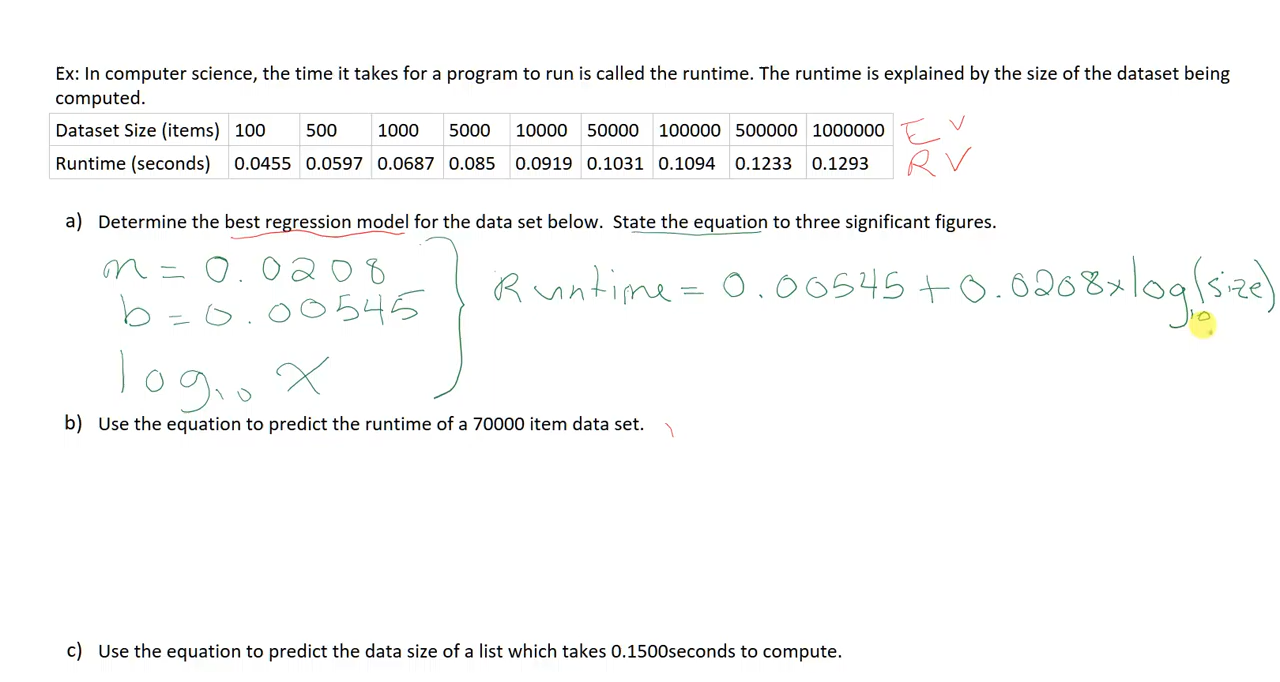 Ex: In computer science, the time it takes for a program to run is called the runtime. The runtime is explained by the size of the dataset being
computed.
Dataset Size (items) 100 500 1000 5000 10000 50000 100000 500000 1000000 E V
Runtime (seconds) 0.0455 0.0597 0.0687 0.085 0.0919 0.1031 0.1094 0.1233 0.1293 R V
a) Determine the best regression model for the data set below. State the equation to three significant figures.
m = 0.0208
b = 0.00545
log10 x
Runtime = 0.00545 + 0.0208 × log10(size)
b) Use the equation to predict the runtime of a 70000 item data set.
c) Use the equation to predict the data size of a list which takes 0.1500seconds to compute.